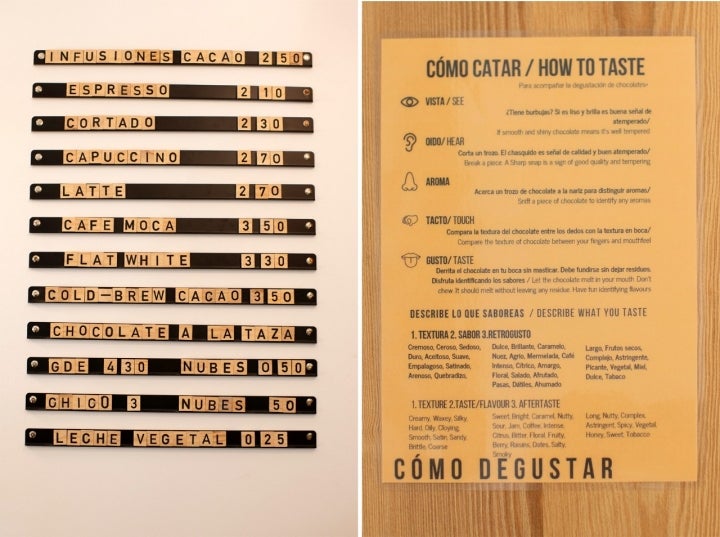 INFUSIONES CACAO 2 50
ESPRESSO 2 10
CORTADO 2 30
CAPUCCINO 2 70
LATTE 2 70
CAFE MOCA 3 50
FLAT WHITE 3 30
COLD-BREW CACAO 3 50
CHOCOLATE A LA TAZA
GDE 4 30 NUBES 0 50
CHICO 3 NUBES 50
LECHE VEGETAL 0 25
CÓMO CATAR / HOW TO TASTE
Para acompañar la degustación de chocolates
VISTA / SEE
¿Tiene burbujas? Si es liso y brilla es buena señal de
atemperado/
If smooth and shiny chocolate means it's well tempered
OIDO/ HEAR
Corta un trozo. El chasquido es señal de calidad y buen atemperado/
Break a piece. A Sharp snap is a sign of good quality and tempering
AROMA
Acerca un trozo de chocolate a la nariz para distinguir aromas/
Sniff a piece of chocolate to identify any aromas
TACTO/ TOUCH
Compara la textura del chocolate entre los dedos con la textura en boca/
Compare the texture of chocolate between your fingers and mouthfeel
GUSTO/ TASTE
Derrita el chocolate en tu boca sin masticar. Debe fundirse sin dejar residuos.
Disfruta identificando los sabores / Let the chocolate melt in your mouth. Don't
chew It should melt without leaving any residue. Have fun identifying flavours
DESCRIBE LO QUE SABOREAS / DESCRIBE WHAT YOU TASTE
1. TEXTURA 2. SABOR 3.RETROGUSTO
Cremoso, Ceroso, Sedoso,
Duro, Aceitoso, Suave,
Empalagoso, Satinado,
Arenoso, Quebradizo,
Dulce, Brillante, Caramelo,
Nuez, Agrio, Mermelada, Café
Intenso, Cítrico, Amargo,
Floral, Salado, Afrutado,
Pasas, Dátiles, Ahumado
Largo, Frutos secos,
Complejo, Astringente,
Picante, Vegetal, Miel,
Dulce, Tabaco
1. TEXTURE 2.TASTE/FLAVOUR 3. AFTERTASTE
Creamy, Waxey, Silky,
Hard, Oily, Cloying,
Smooth, Satin, Sandy,
Brittle, Coarse
Sweet, Bright, Caramel, Nutty,
Sour, Jam, Coffee, Intense,
Citrus, Bitter, Floral, Fruity,
Berry, Raisins, Dates, Salty,
Smoky
Long, Nutty, Complex,
Astringent, Spicy, Vegetal,
Honey, Sweet, Tobacco
CÓMO DEGUSTAR